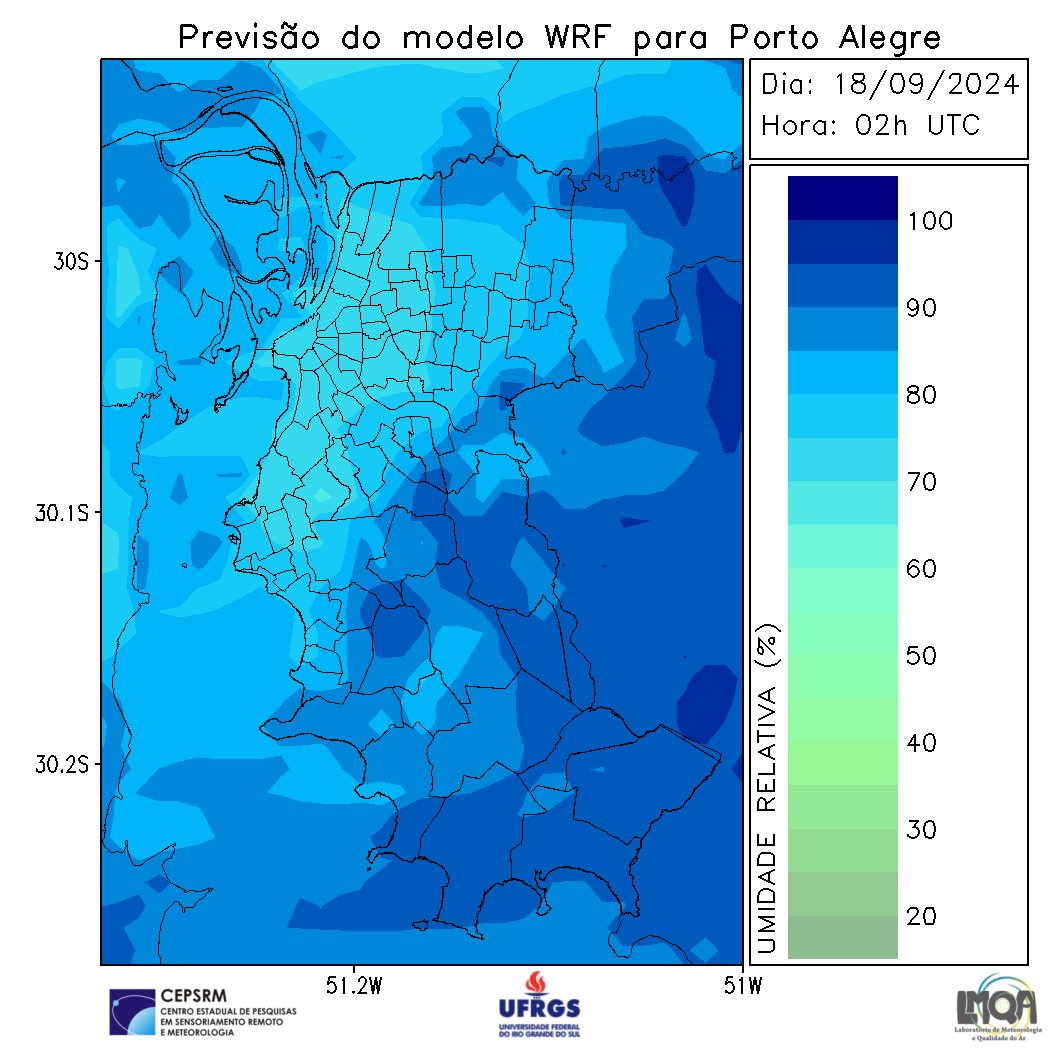 Previsão do modelo WRF para Porto Alegre
Dia: 18/09/2024
Hora: 02h UTC
30S
30.1S
30.2S
51.2W
51W
UMIDADE RELATIVA (%)
100
90
80
70
60
50
40
30
20
CEPSRM
CENTRO ESTADUAL DE PESQUISAS
EM SENSORIAMENTO REMOTO
E METEOROLOGIA
UFRGS
UNIVERSIDADE FEDERAL
DO RIO GRANDE DO SUL
LMQA
Laboratório de Meteorologia
e Qualidade do Ar